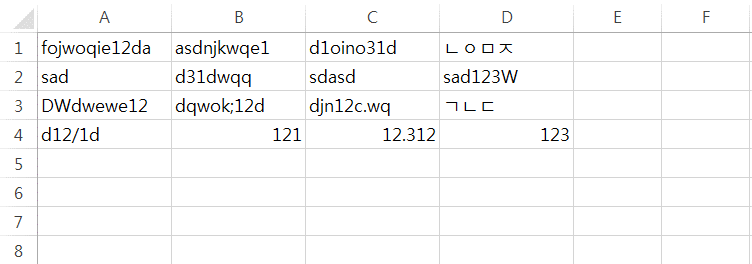 A B C D E F
1 fojwoqie12da asdnjkwqe1 d1oino31d ㄴㅇㅁㅈ
2 sad d31dwqq sdasd sad123W
3 DWdwewe12 dqwok;12d djn12c.wq ㄱㄴㄷ
4 d12/1d 121 12.312 123
5
6
7
8